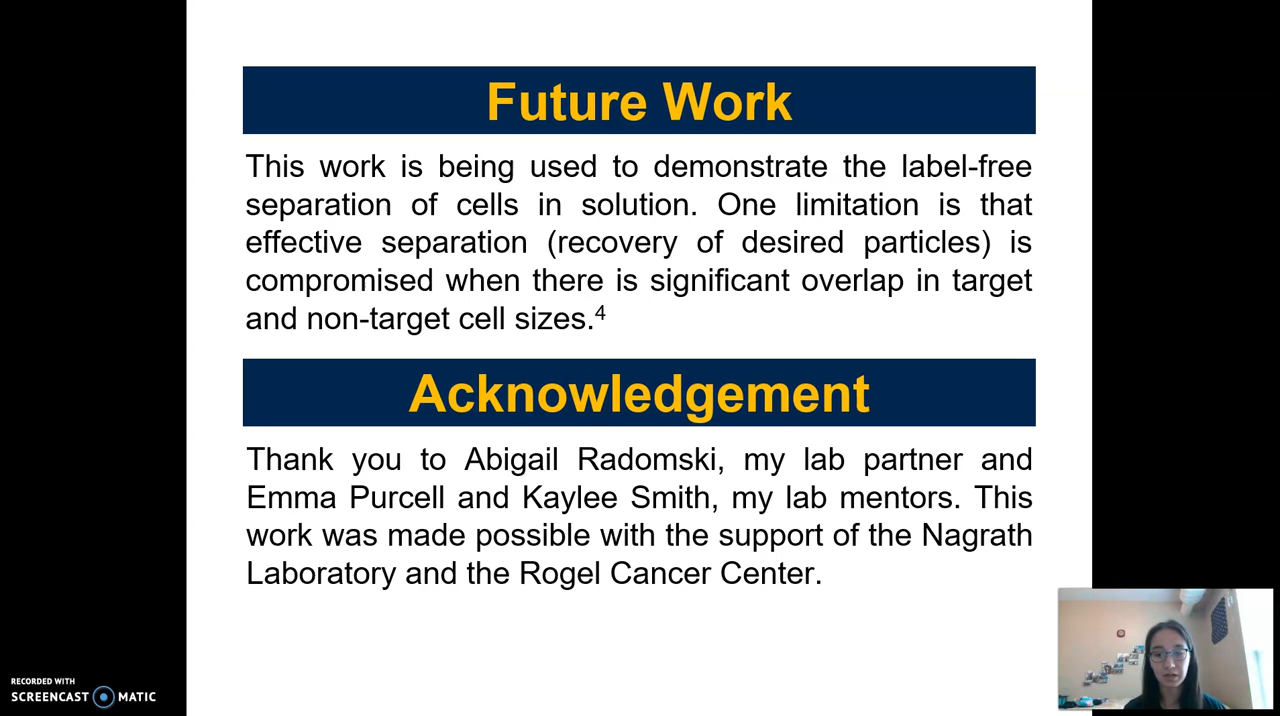 Future Work
This work is being used to demonstrate the label-free
separation of cells in solution. One limitation is that
effective separation (recovery of desired particles) is
compromised when there is significant overlap in target
and non-target cell sizes.⁴
Acknowledgement
Thank you to Abigail Radomski, my lab partner and
Emma Purcell and Kaylee Smith, my lab mentors. This
work was made possible with the support of the Nagrath
Laboratory and the Rogel Cancer Center.
RECORDED WITH
SCREENCAST MATIC